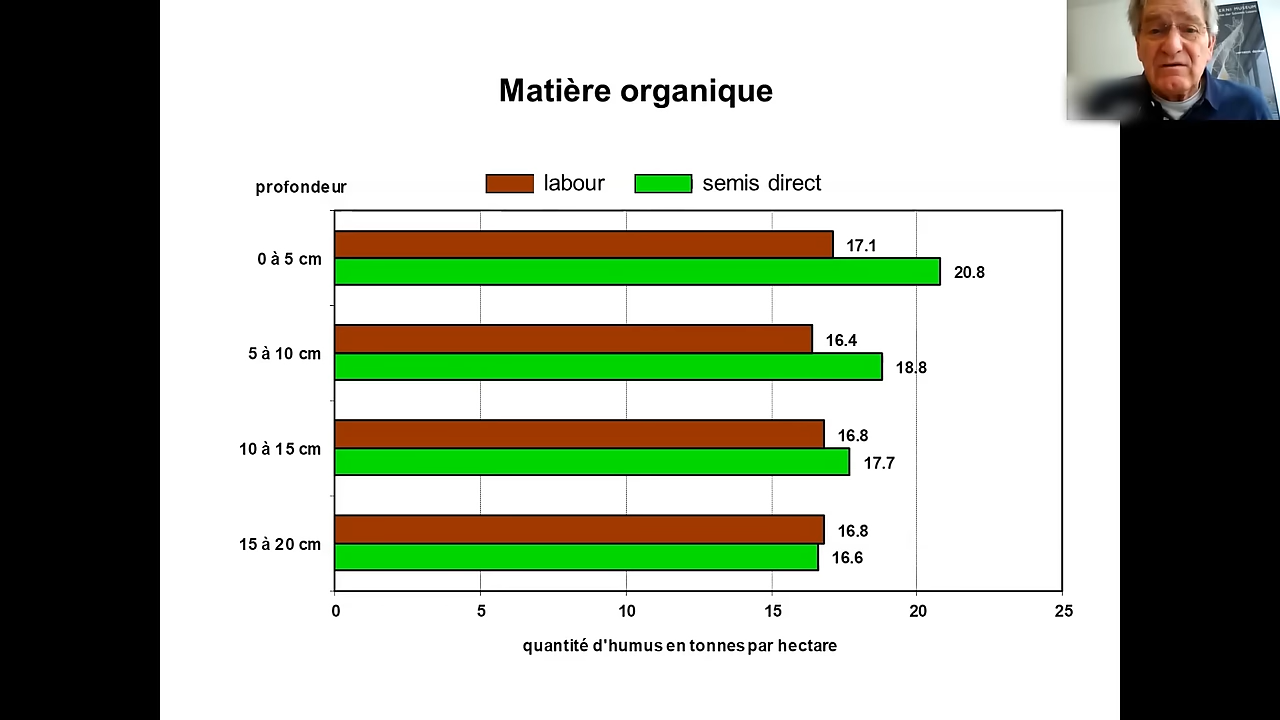 Matière organique
profondeur
labour semis direct
0 à 5 cm
17.1
20.8
5 à 10 cm
16.4
18.8
10 à 15 cm
16.8
17.7
15 à 20 cm
16.8
16.6
0 5 10 15 20 25
quantité d'humus en tonnes par hectare